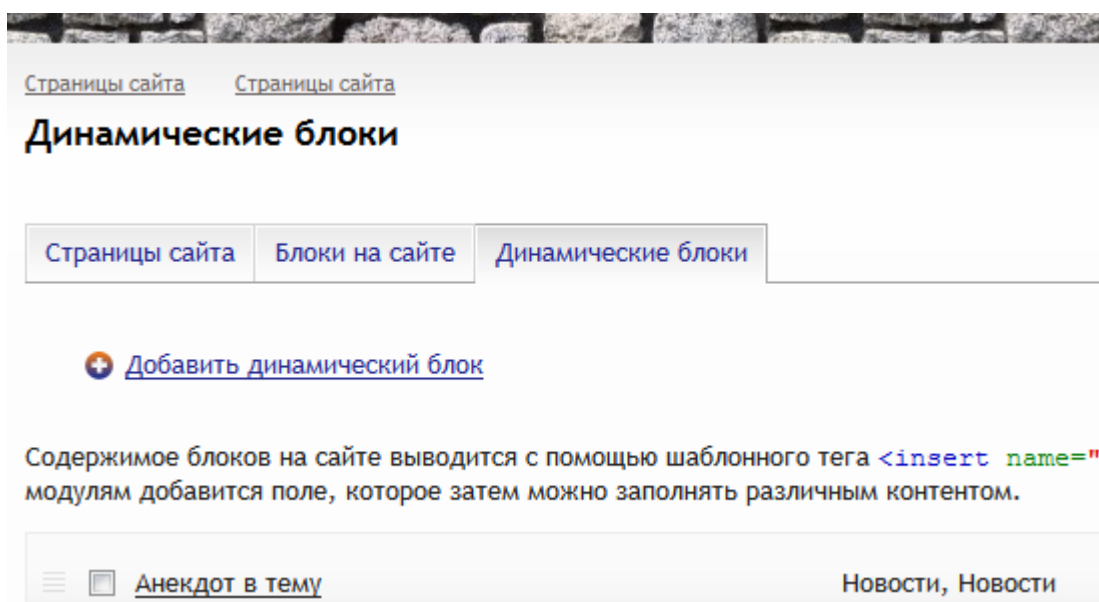 Страницы сайта Страницы сайта
Динамические блоки
Страницы сайта Блоки на сайте Динамические блоки
Добавить динамический блок
Содержимое блоков на сайте выводится с помощью шаблонного тега <insert name="
модулям добавится поле, которое затем можно заполнять различным контентом.
Анекдот в тему Новости, Новости